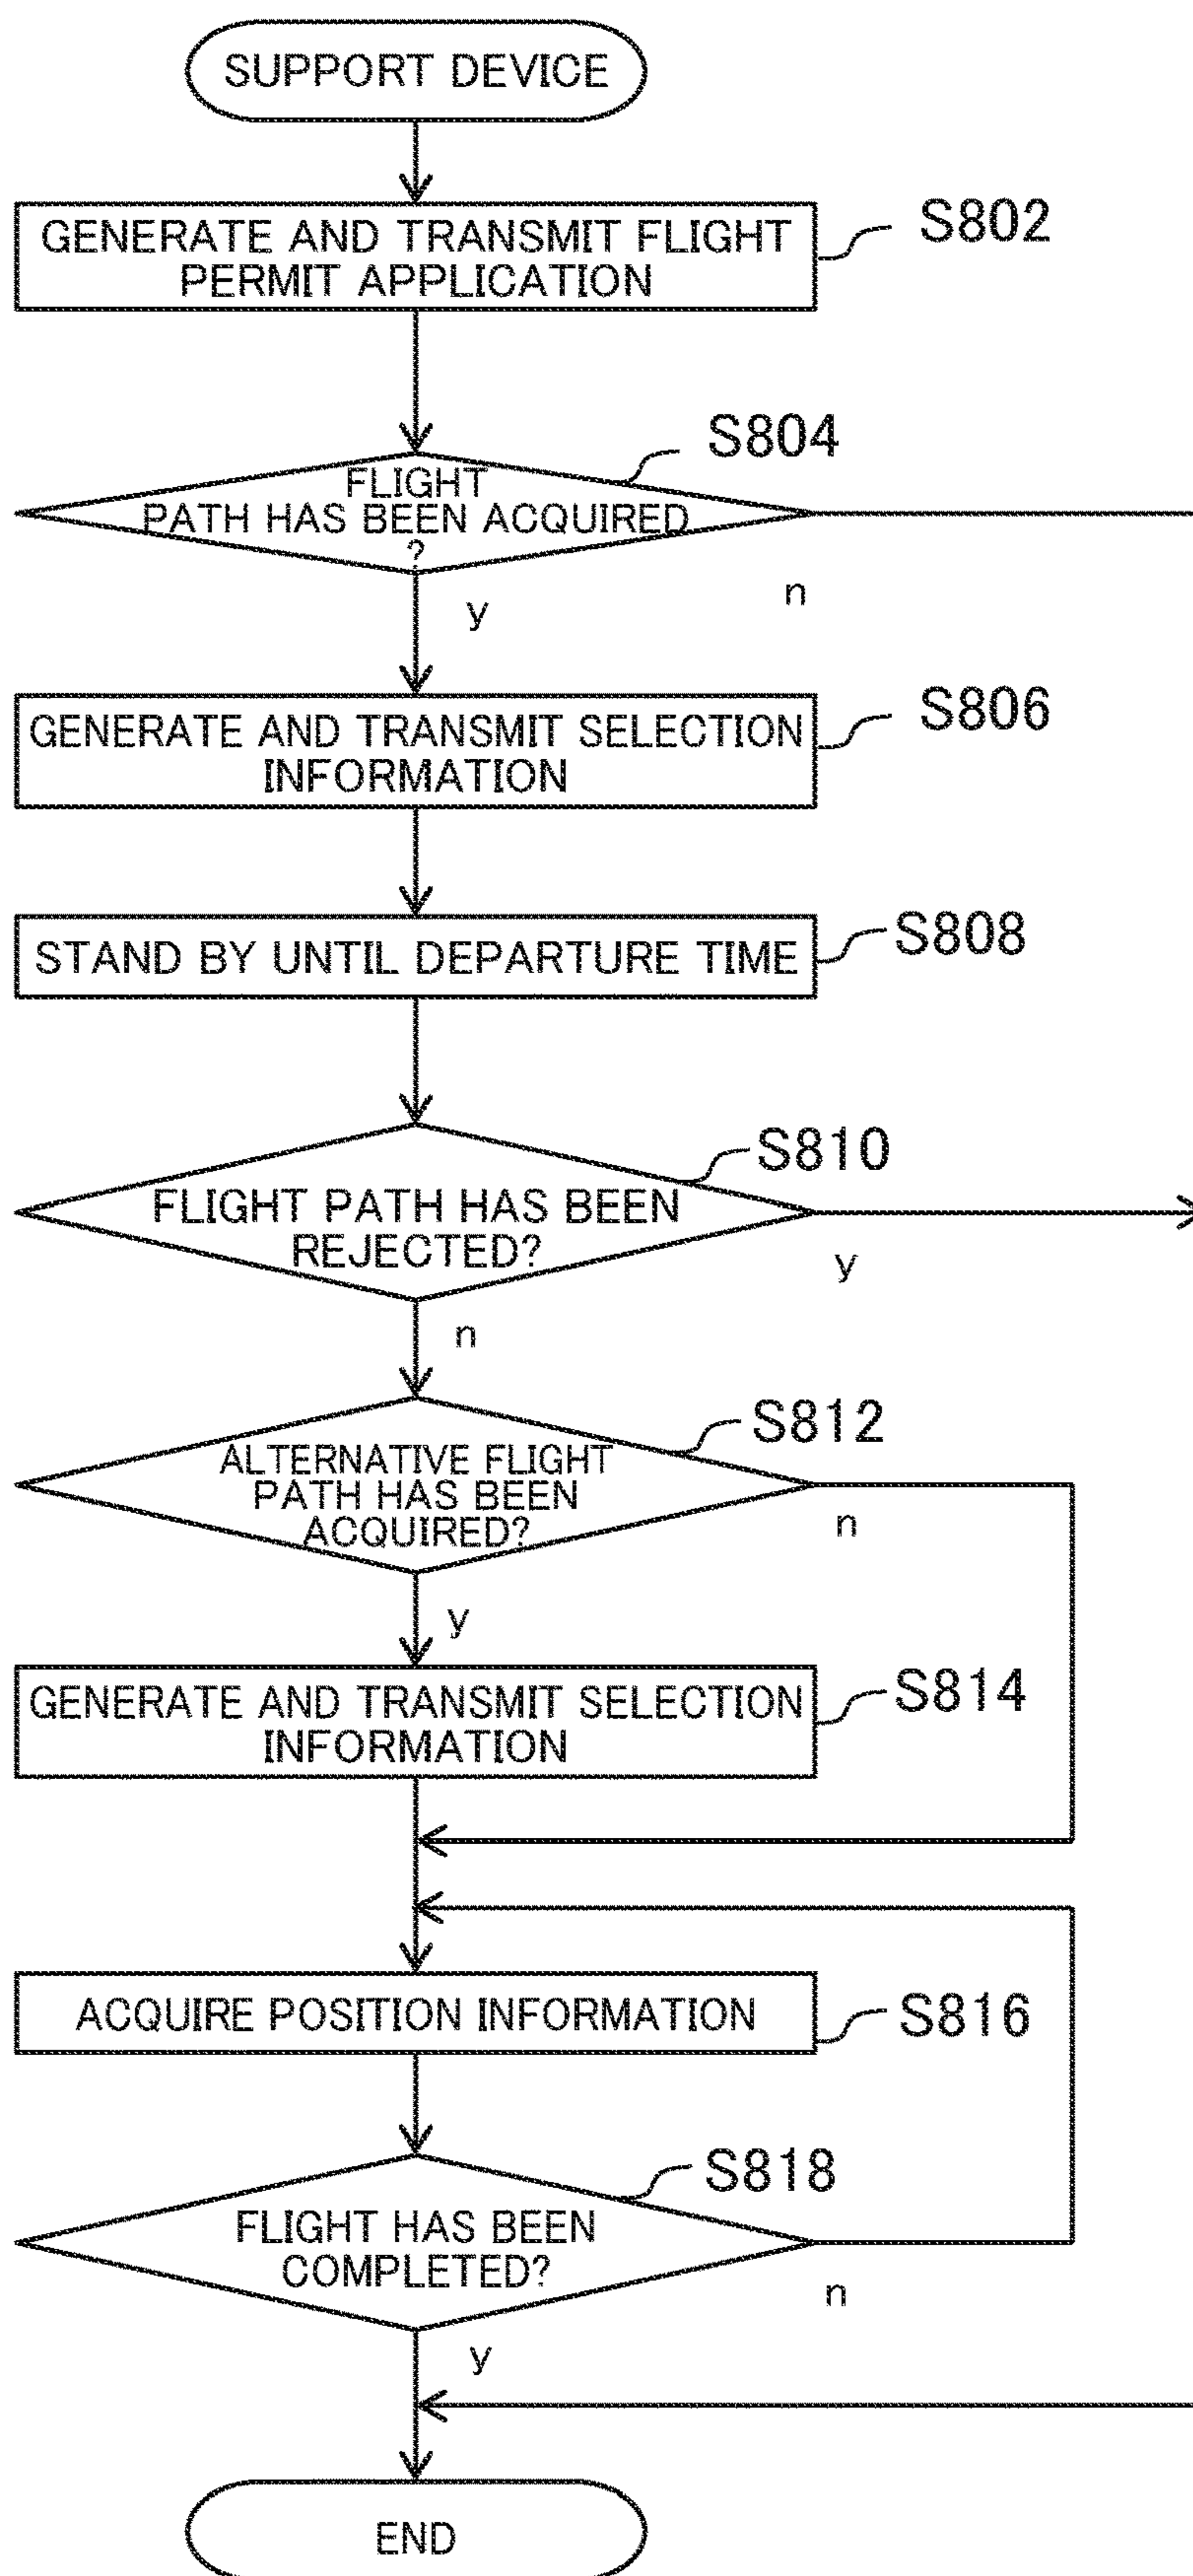 SUPPORT DEVICE
GENERATE AND TRANSMIT FLIGHT
PERMIT APPLICATION
S802
S804
FLIGHT
PATH HAS BEEN ACQUIRED
?
y
n
GENERATE AND TRANSMIT SELECTION
INFORMATION
S806
STAND BY UNTIL DEPARTURE TIME
S808
S810
FLIGHT PATH HAS BEEN
REJECTED?
y
n
S812
ALTERNATIVE FLIGHT
PATH HAS BEEN
ACQUIRED?
n
y
GENERATE AND TRANSMIT SELECTION
INFORMATION
S814
ACQUIRE POSITION INFORMATION
S816
S818
FLIGHT HAS BEEN
COMPLETED?
n
y
END